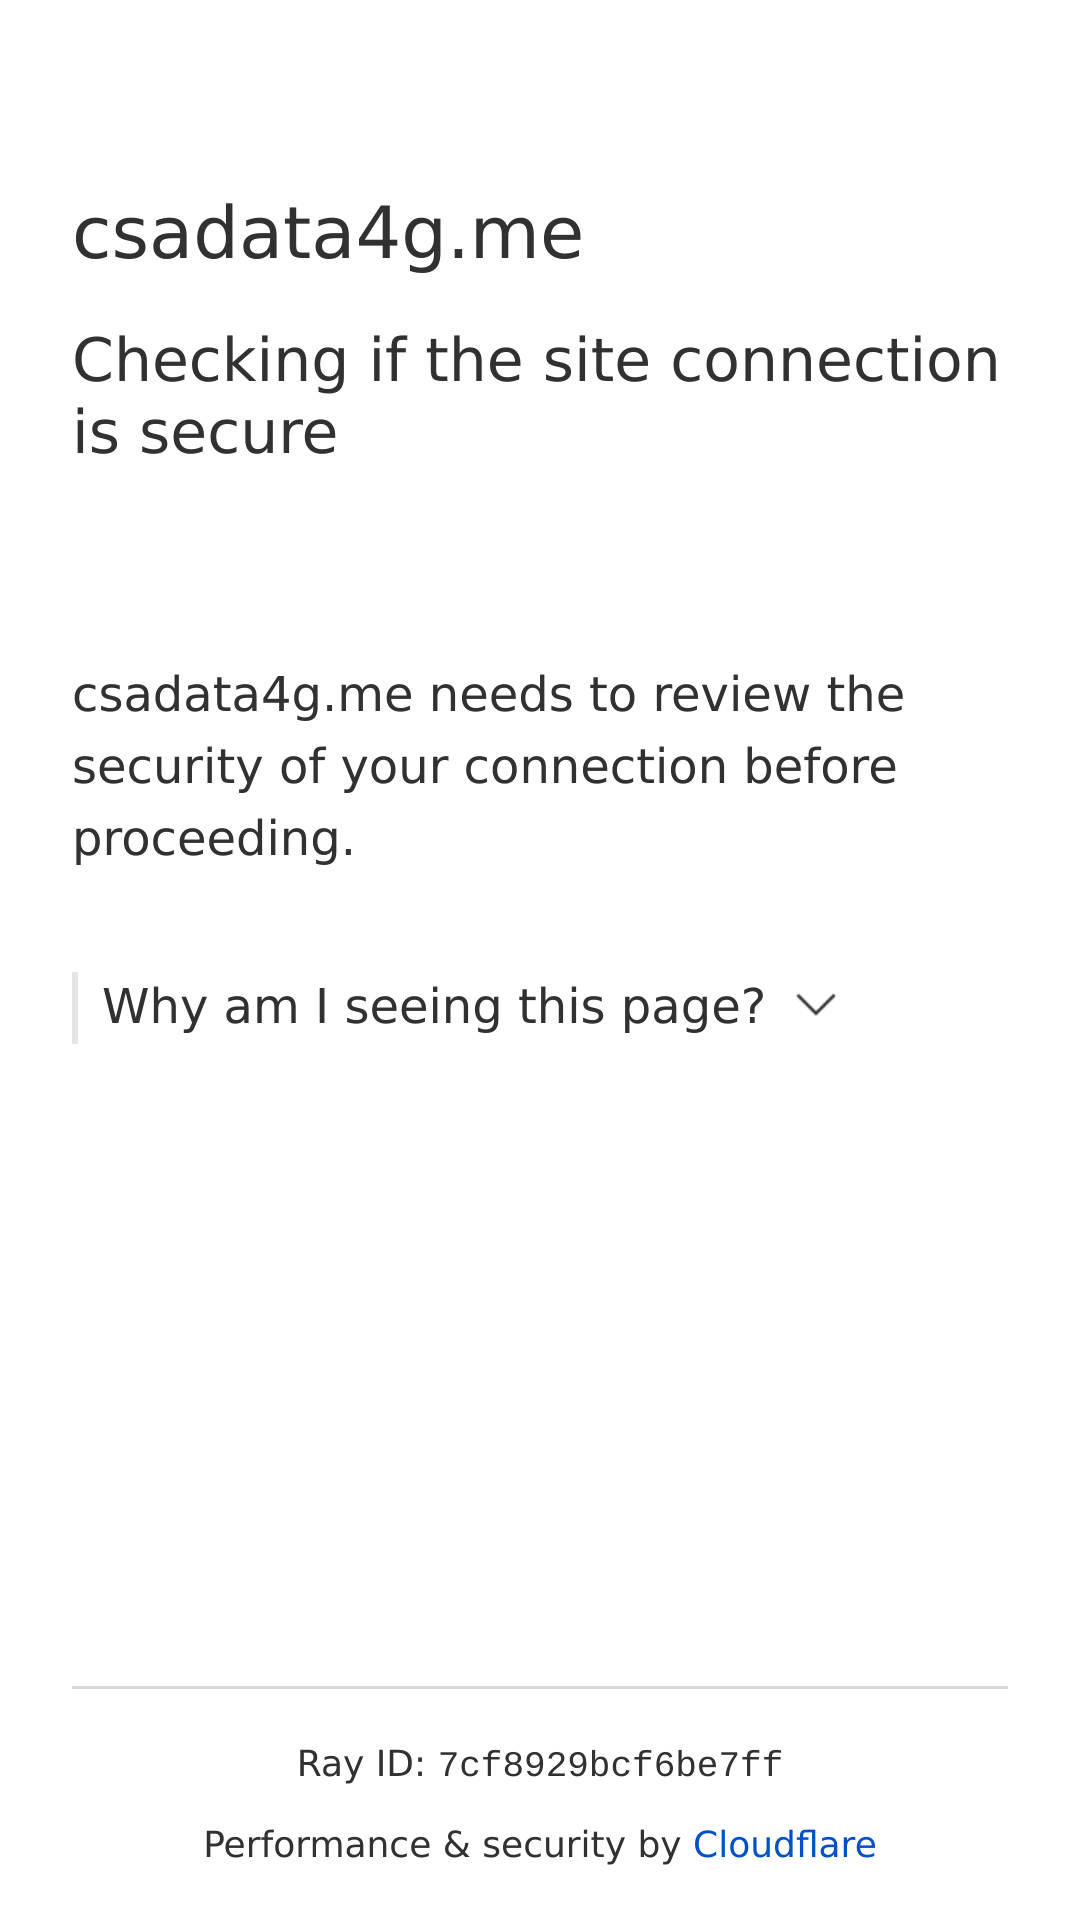 csadata4g.me
Checking if the site connection
is secure
csadata4g.me needs to review the
security of your connection before
proceeding.
Why am I seeing this page?
Ray ID: 7cf8929bcf6be7ff
Performance & security by Cloudflare